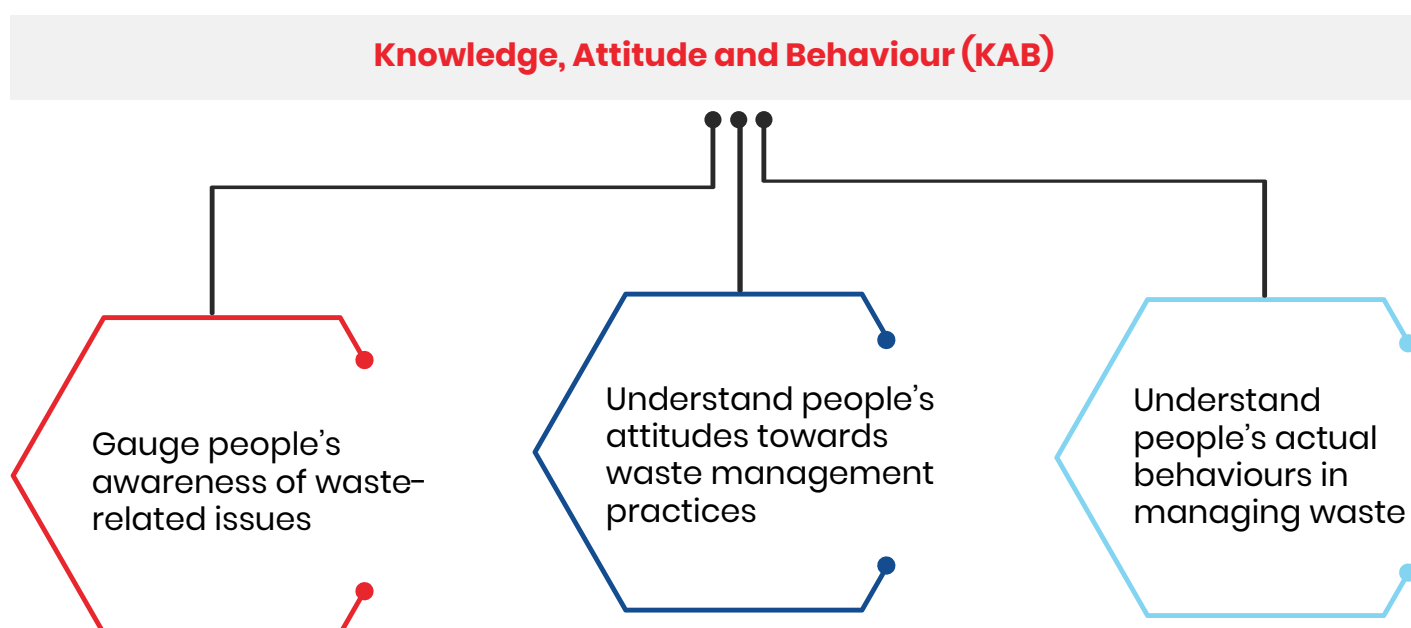 Knowledge, Attitude and Behaviour (KAB)
Gauge people’s
awareness of waste-
related issues
Understand people’s
attitudes towards
waste management
practices
Understand
people’s actual
behaviours in
managing waste